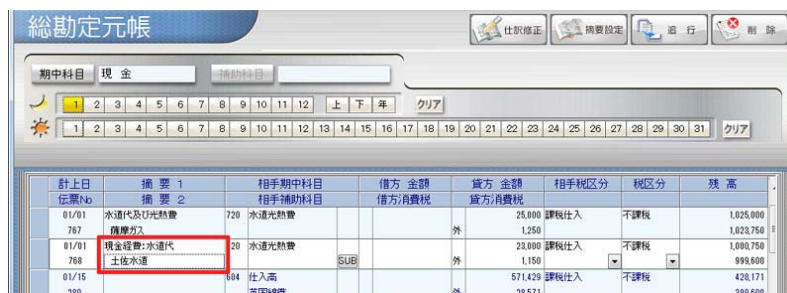 総勘定元帳 仕訳修正 摘要設定 追 行 削 除
期中科目 現 金 補助科目
1 2 3 4 5 6 7 8 9 10 11 12 上 下 年 クリア
1 2 3 4 5 6 7 8 9 10 11 12 13 14 15 16 17 18 19 20 21 22 23 24 25 26 27 28 29 30 31 クリア
計上日 摘 要 1 相手期中科目 借方 金額 貸方 金額 相手税区分 税区分 残 高
伝票No 摘 要 2 相手補助科目 借方消費税 貸方消費税
01/01 水道代及び光熱費 720 水道光熱費 25,000 課税仕入 不課税 1,025,000
767 薩摩ガス 外 1,250 1,023,750
01/01 現金経費:水道代 20 水道光熱費 23,000 課税仕入 不課税 1,000,750
768 土佐水道 SUB 外 1,150 999,600
01/15 604 仕入高 571,429 課税仕入 不課税 428,171
289 外 28,571 399,600